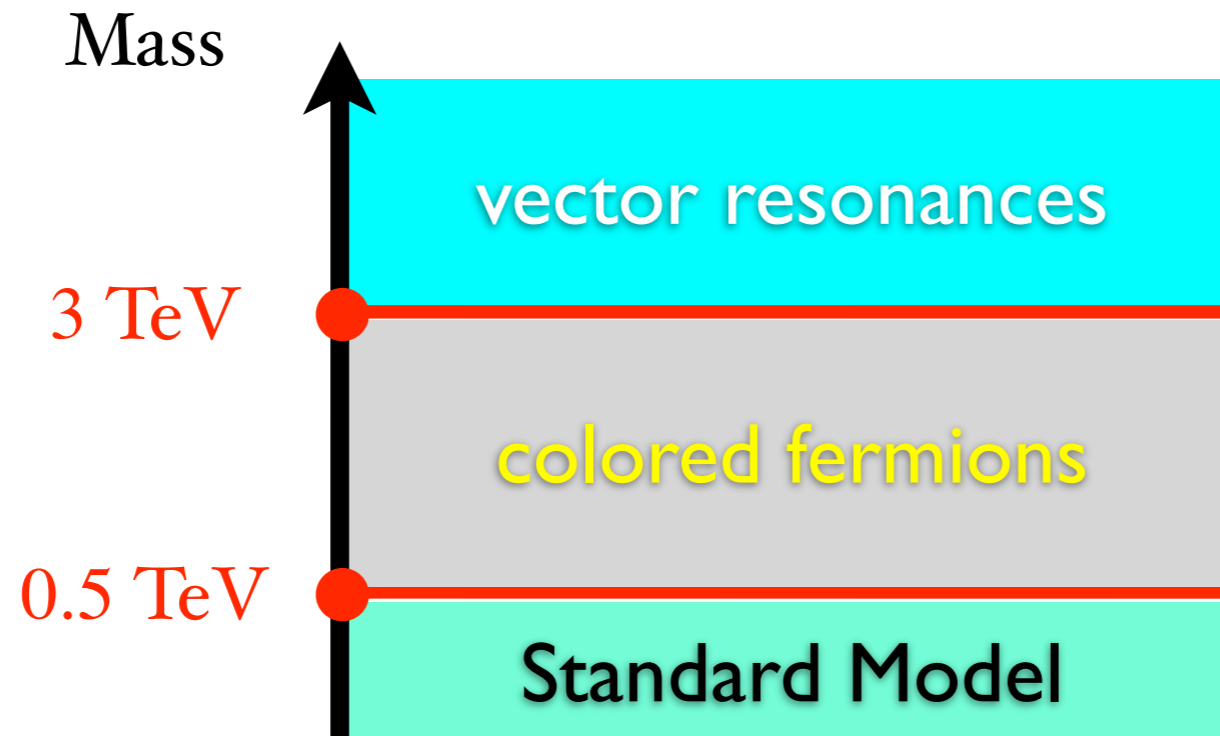 Mass
vector resonances
3 TeV
colored fermions
0.5 TeV
Standard Model